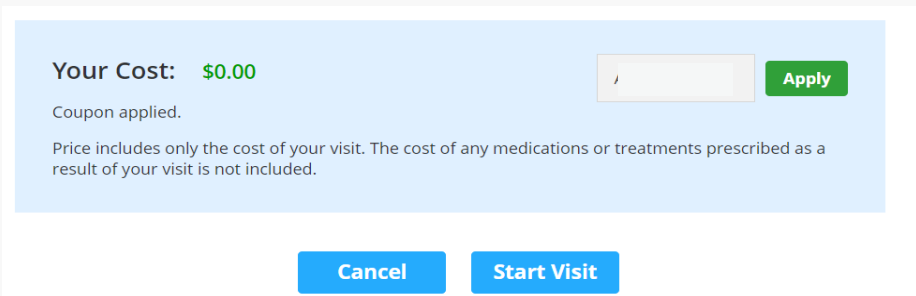 Your Cost: $0.00
Apply
Coupon applied.
Price includes only the cost of your visit. The cost of any medications or treatments prescribed as a
result of your visit is not included.
Cancel
Start Visit